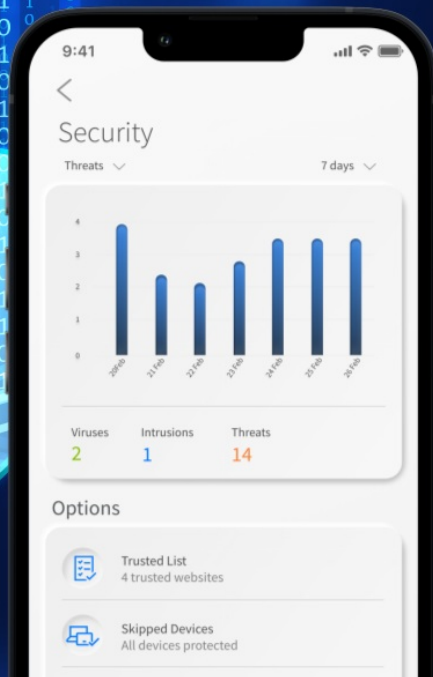 9:41
Security
Threats 7 days
4
3
2
1
0
20Feb 21 Feb 22 Feb 23 Feb 24 Feb 25 Feb 26 Feb
Viruses Intrusions Threats
2 1 14
Options
Trusted List
4 trusted websites
Skipped Devices
All devices protected